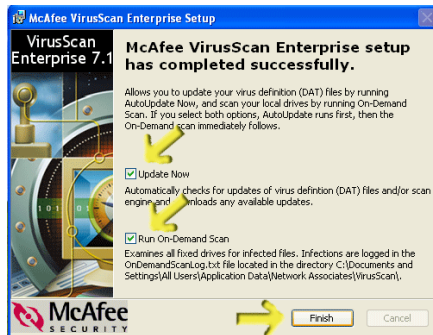 McAfee VirusScan Enterprise Setup
VirusScan
Enterprise 7.1
McAfee VirusScan Enterprise setup
has completed successfully.
Allows you to update your virus definition (DAT) files by running
AutoUpdate Now, and scan your local drives by running On-Demand
Scan. If you select both options, AutoUpdate runs first, then the
On-Demand scan immediately follows.
Update Now
Automatically checks for updates of virus defintion (DAT) files and/or scan
engine and downloads any available updates.
Run On-Demand Scan
Examines all fixed drives for infected files. Infections are logged in the
OnDemandScanLog.txt file located in the directory C:\Documents and
Settings\All Users\Application Data\Network Associates\VirusScan\.
McAfee
SECURITY
Finish
Cancel